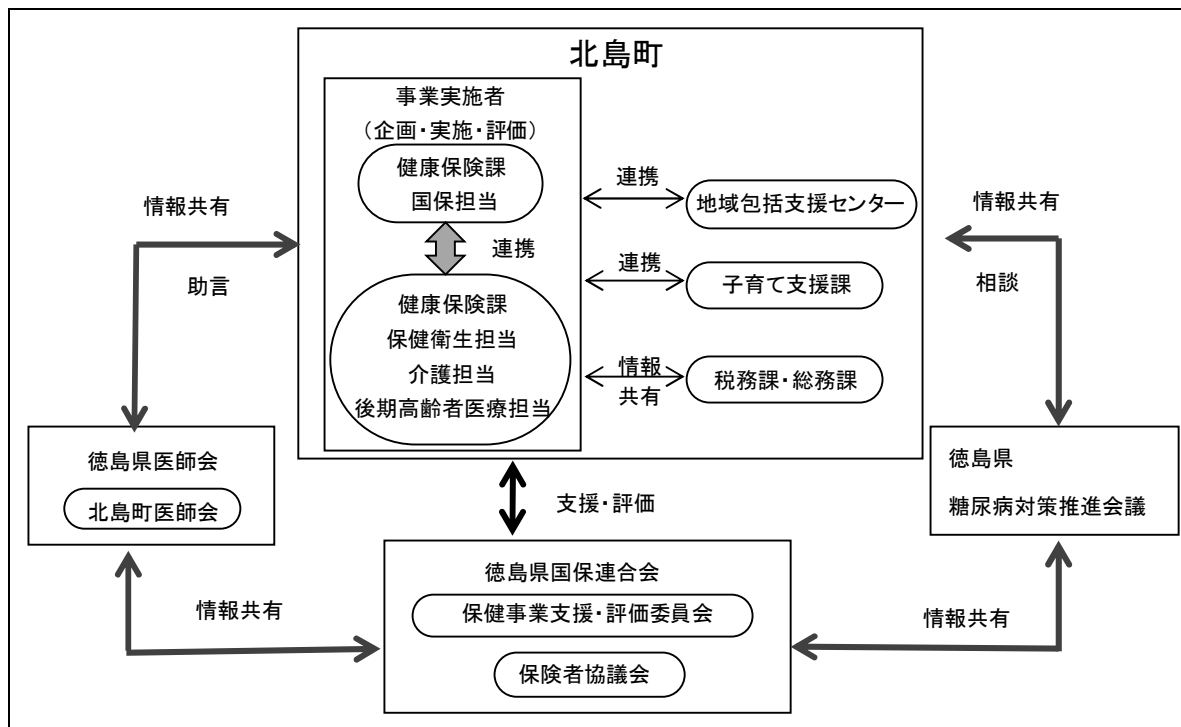 北島町
事業実施者
（企画・実施・評価）
健康保険課
国保担当
連携
健康保険課
保健衛生担当
介護担当
後期高齢者医療担当
連携
地域包括支援センター
連携
子育て支援課
情報
共有
税務課・総務課
情報共有
助言
情報共有
相談
徳島県医師会
北島町医師会
支援・評価
徳島県
糖尿病対策推進会議
徳島県国保連合会
保健事業支援・評価委員会
保険者協議会
情報共有
情報共有